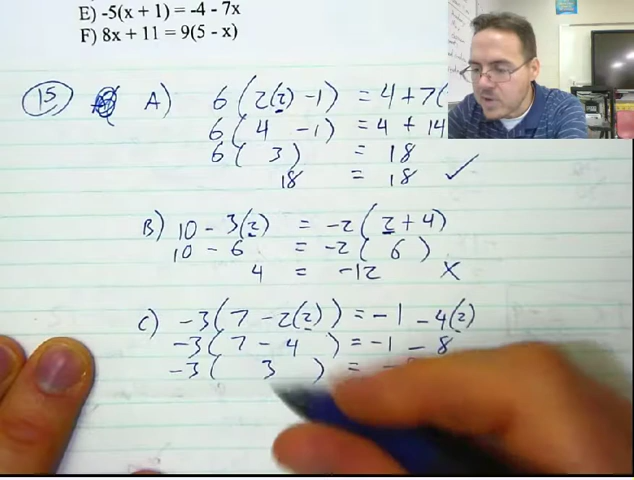 E) -5(x + 1) = -4 - 7x
F) 8x + 11 = 9(5 - x)
15 A) 6(2(2) -1) = 4 + 7(
6( 4 -1) = 4 + 14
6( 3 ) = 18
18 = 18 ✓
B) 10 - 3(2) = -2(2 + 4)
10 - 6 = -2( 6 )
4 = -12 X
C) -3(7 - 2(2)) = -1 - 4(2)
-3(7 - 4 ) = -1 - 8
-3( 3 ) =